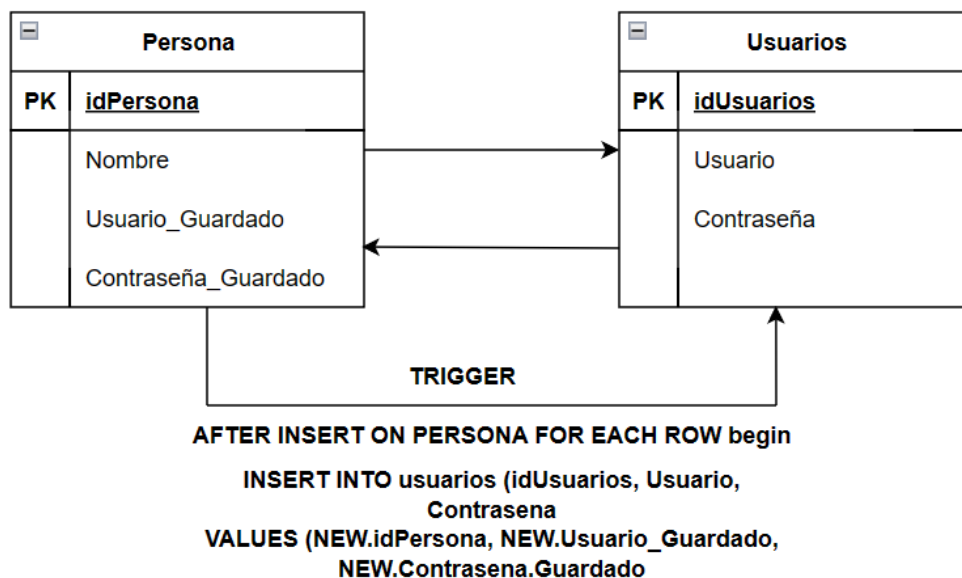 Persona
PK idPersona
Nombre
Usuario_Guardado
Contraseña_Guardado
Usuarios
PK idUsuarios
Usuario
Contraseña
TRIGGER
AFTER INSERT ON PERSONA FOR EACH ROW begin
INSERT INTO usuarios (idUsuarios, Usuario,
Contrasena
VALUES (NEW.idPersona, NEW.Usuario_Guardado,
NEW.Contrasena.Guardado